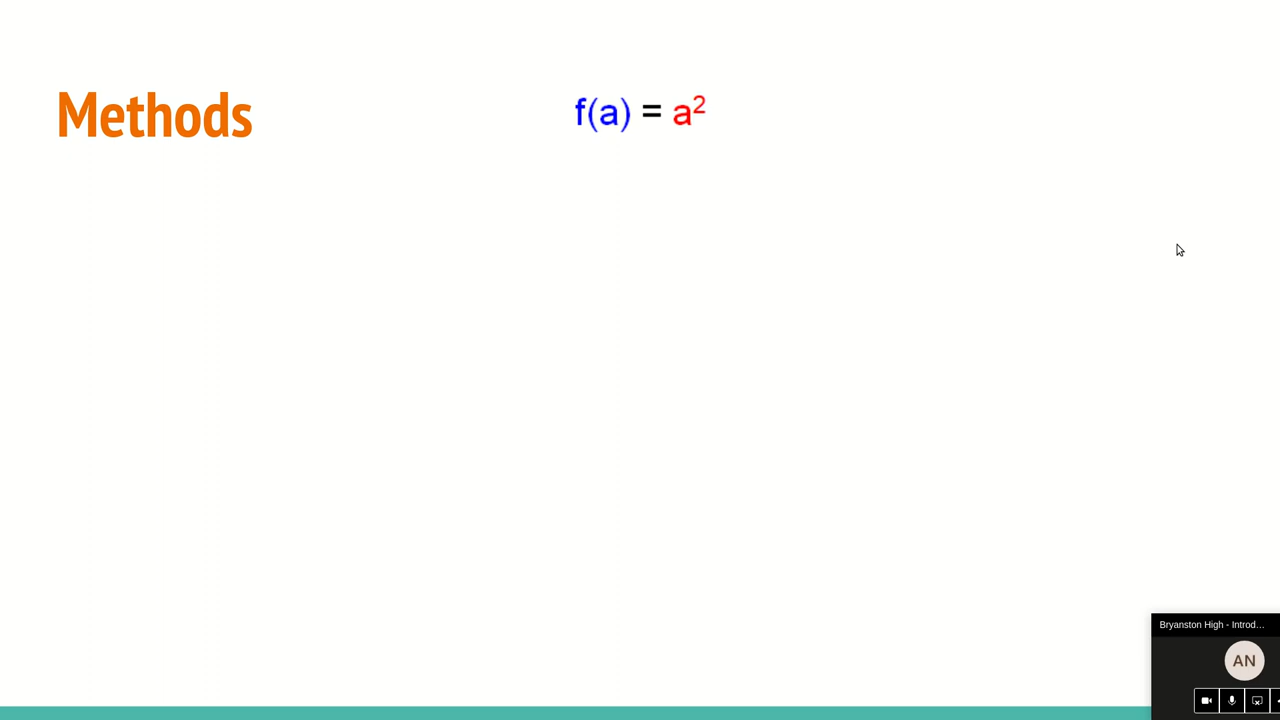 Methods
f(a) = a²
Bryanston High - Introd...
AN